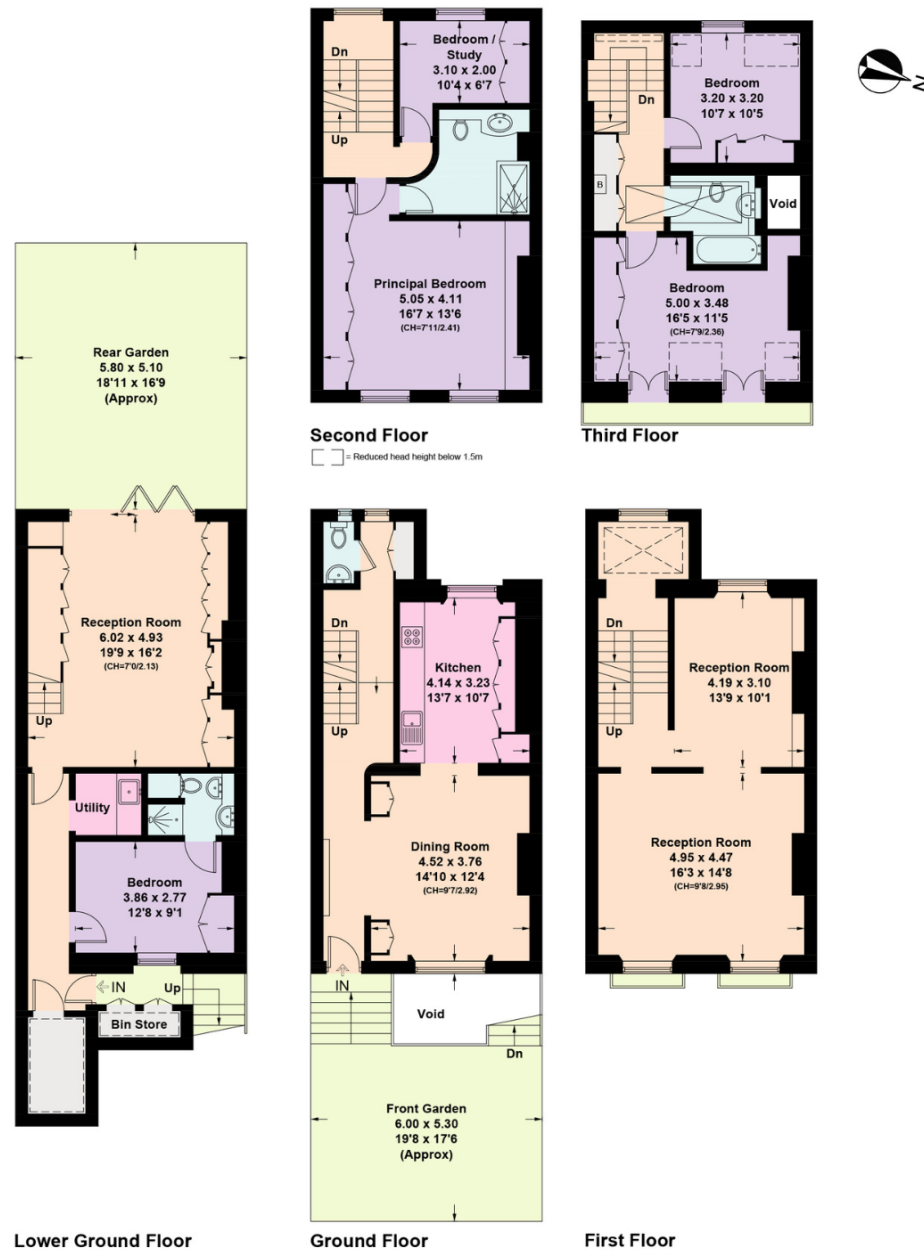 Dn
Up
Bedroom /
Study
3.10 x 2.00
10'4 x 6'7
Principal Bedroom
5.05 x 4.11
16'7 x 13'6
(CH=7'11/2.41)
Second Floor
= Reduced head height below 1.5m
Dn
B
Bedroom
3.20 x 3.20
10'7 x 10'5
Void
Bedroom
5.00 x 3.48
16'5 x 11'5
(CH=7'9/2.36)
Third Floor
N
Rear Garden
5.80 x 5.10
18'11 x 16'9
(Approx)
Reception Room
6.02 x 4.93
19'9 x 16'2
(CH=7'0/2.13)
Up
Utility
Bedroom
3.86 x 2.77
12'8 x 9'1
IN
Up
Bin Store
Lower Ground Floor
Dn
Up
Kitchen
4.14 x 3.23
13'7 x 10'7
Dining Room
4.52 x 3.76
14'10 x 12'4
(CH=9'7/2.92)
IN
Void
Dn
Front Garden
6.00 x 5.30
19'8 x 17'6
(Approx)
Ground Floor
Dn
Up
Reception Room
4.19 x 3.10
13'9 x 10'1
Reception Room
4.95 x 4.47
16'3 x 14'8
(CH=9'8/2.95)
First Floor